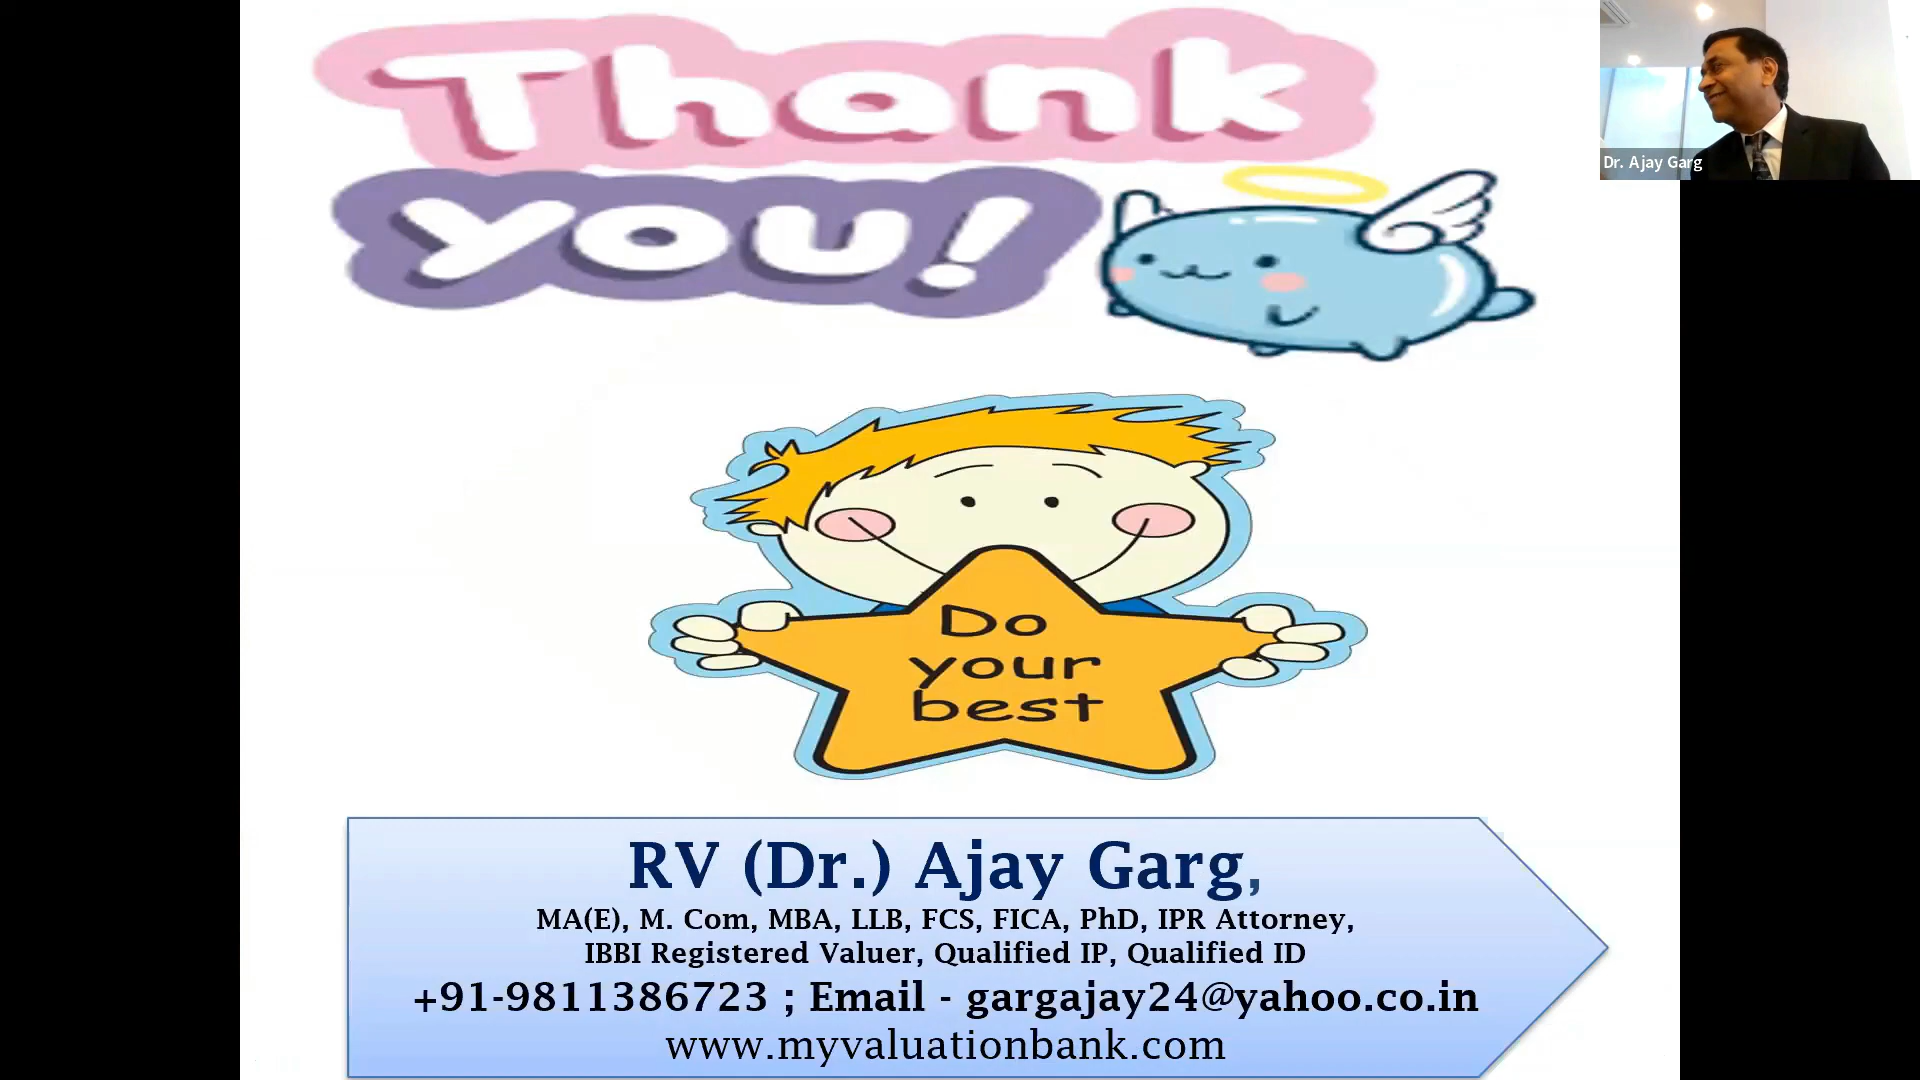 Thank
you!
Dr. Ajay Garg
Do
your
best
RV (Dr.) Ajay Garg,
MA(E), M. Com, MBA, LLB, FCS, FICA, PhD, IPR Attorney,
IBBI Registered Valuer, Qualified IP, Qualified ID
+91-9811386723 ; Email - gargajay24@yahoo.co.in
www.myvaluationbank.com